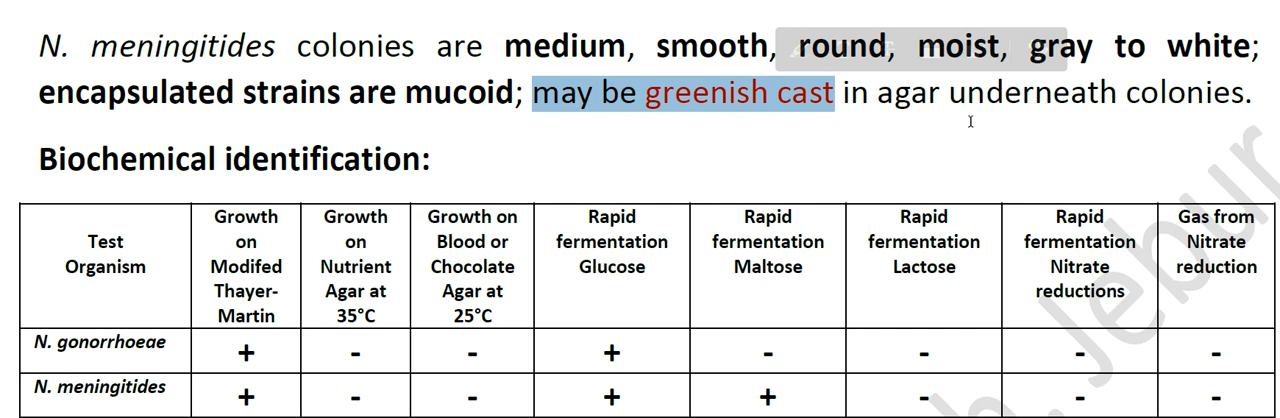 N. meningitides colonies are medium, smooth, round, moist, gray to white;
encapsulated strains are mucoid; may be greenish cast in agar underneath colonies.
Biochemical identification:
Test Organism | Growth on Modifed Thayer-Martin | Growth on Nutrient Agar at 35°C | Growth on Blood or Chocolate Agar at 25°C | Rapid fermentation Glucose | Rapid fermentation Maltose | Rapid fermentation Lactose | Rapid fermentation Nitrate reductions | Gas from Nitrate reduction
N. gonorrhoeae | + | - | - | + | - | - | - | -
N. meningitides | + | - | - | + | + | - | - | -
Jebur